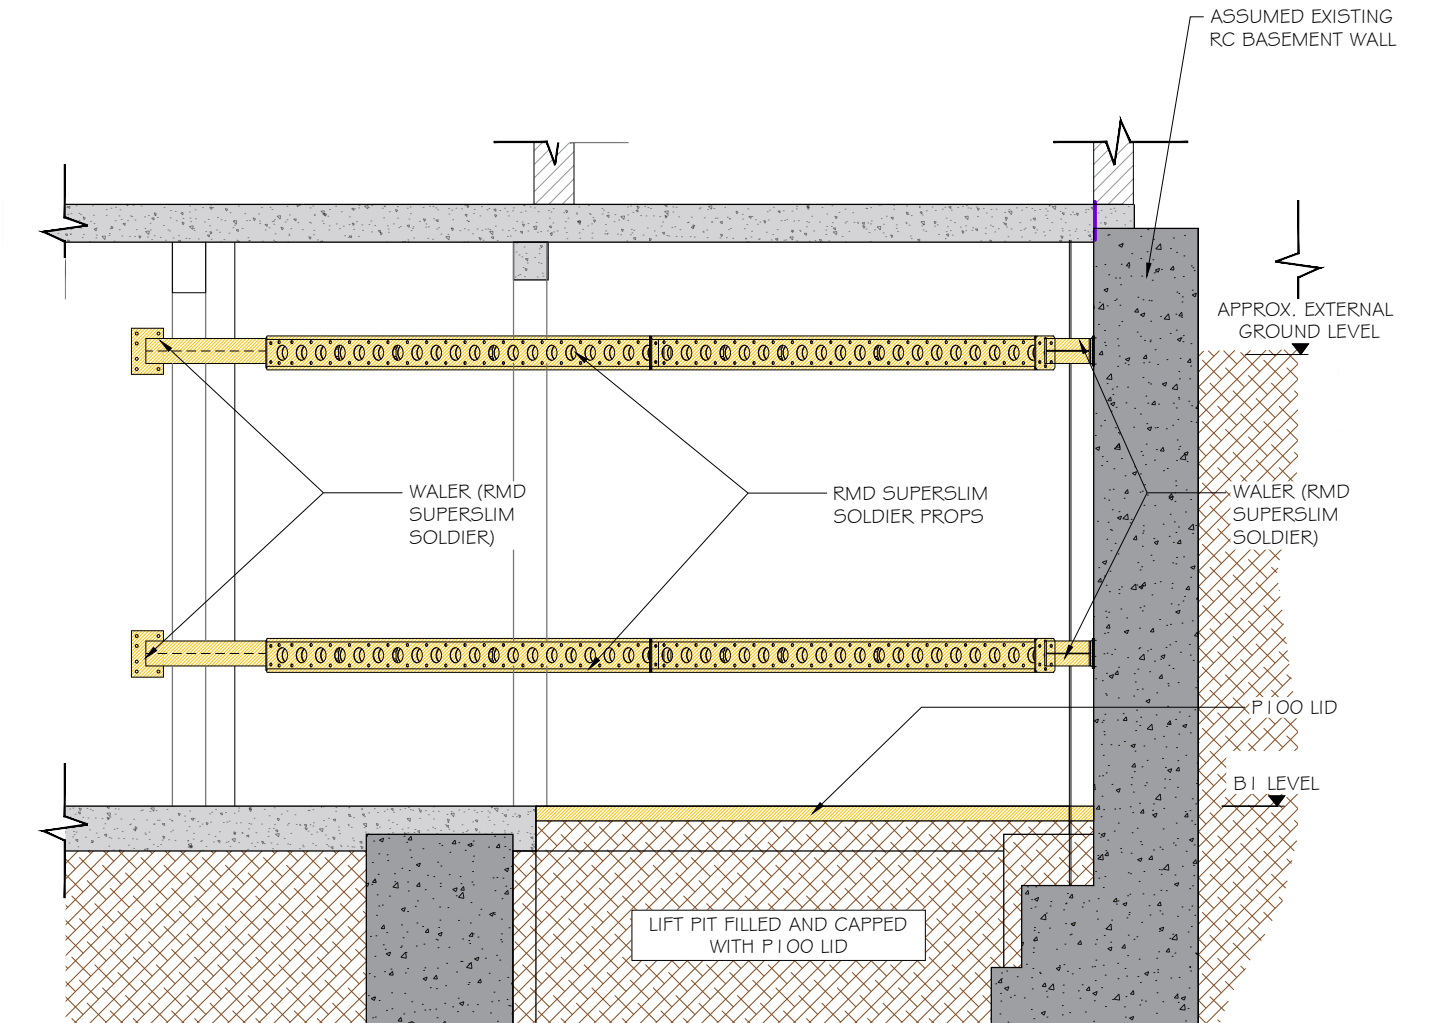 ASSUMED EXISTING
RC BASEMENT WALL
APPROX. EXTERNAL
GROUND LEVEL
WALER (RMD
SUPERSLIM
SOLDIER)
RMD SUPERSLIM
SOLDIER PROPS
WALER (RMD
SUPERSLIM
SOLDIER)
P100 LID
B1 LEVEL
LIFT PIT FILLED AND CAPPED
WITH P100 LID